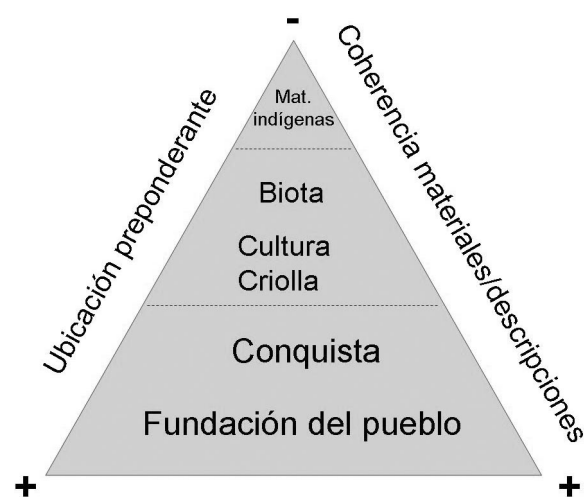 -
Mat.
indígenas
Biota
Cultura
Criolla
Conquista
Fundación del pueblo
Ubicación preponderante
Coherencia materiales/descripciones
+
+